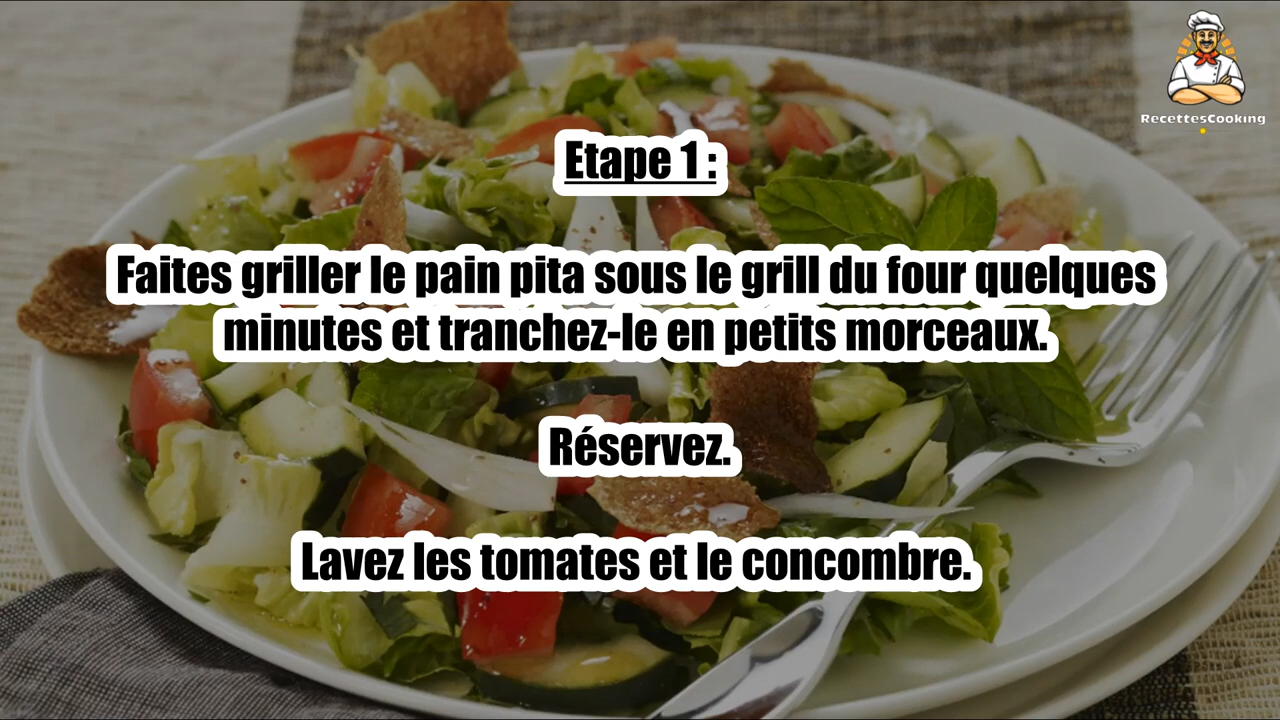 RecettesCooking
Etape 1 :
Faites griller le pain pita sous le grill du four quelques
minutes et tranchez-le en petits morceaux.
Réservez.
Lavez les tomates et le concombre.